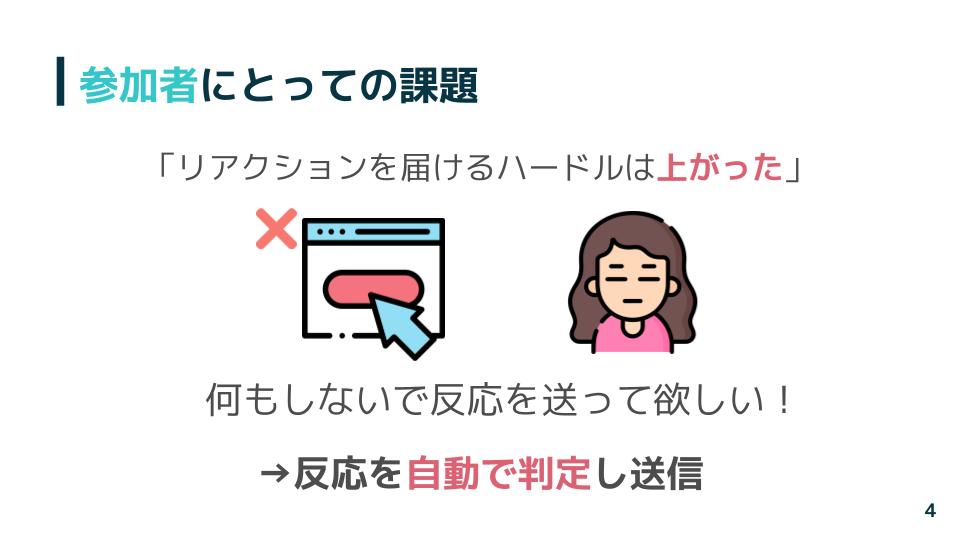 参加者にとっての課題
「リアクションを届けるハードルは上がった」
何もしないで反応を送って欲しい！
→反応を自動で判定し送信
4